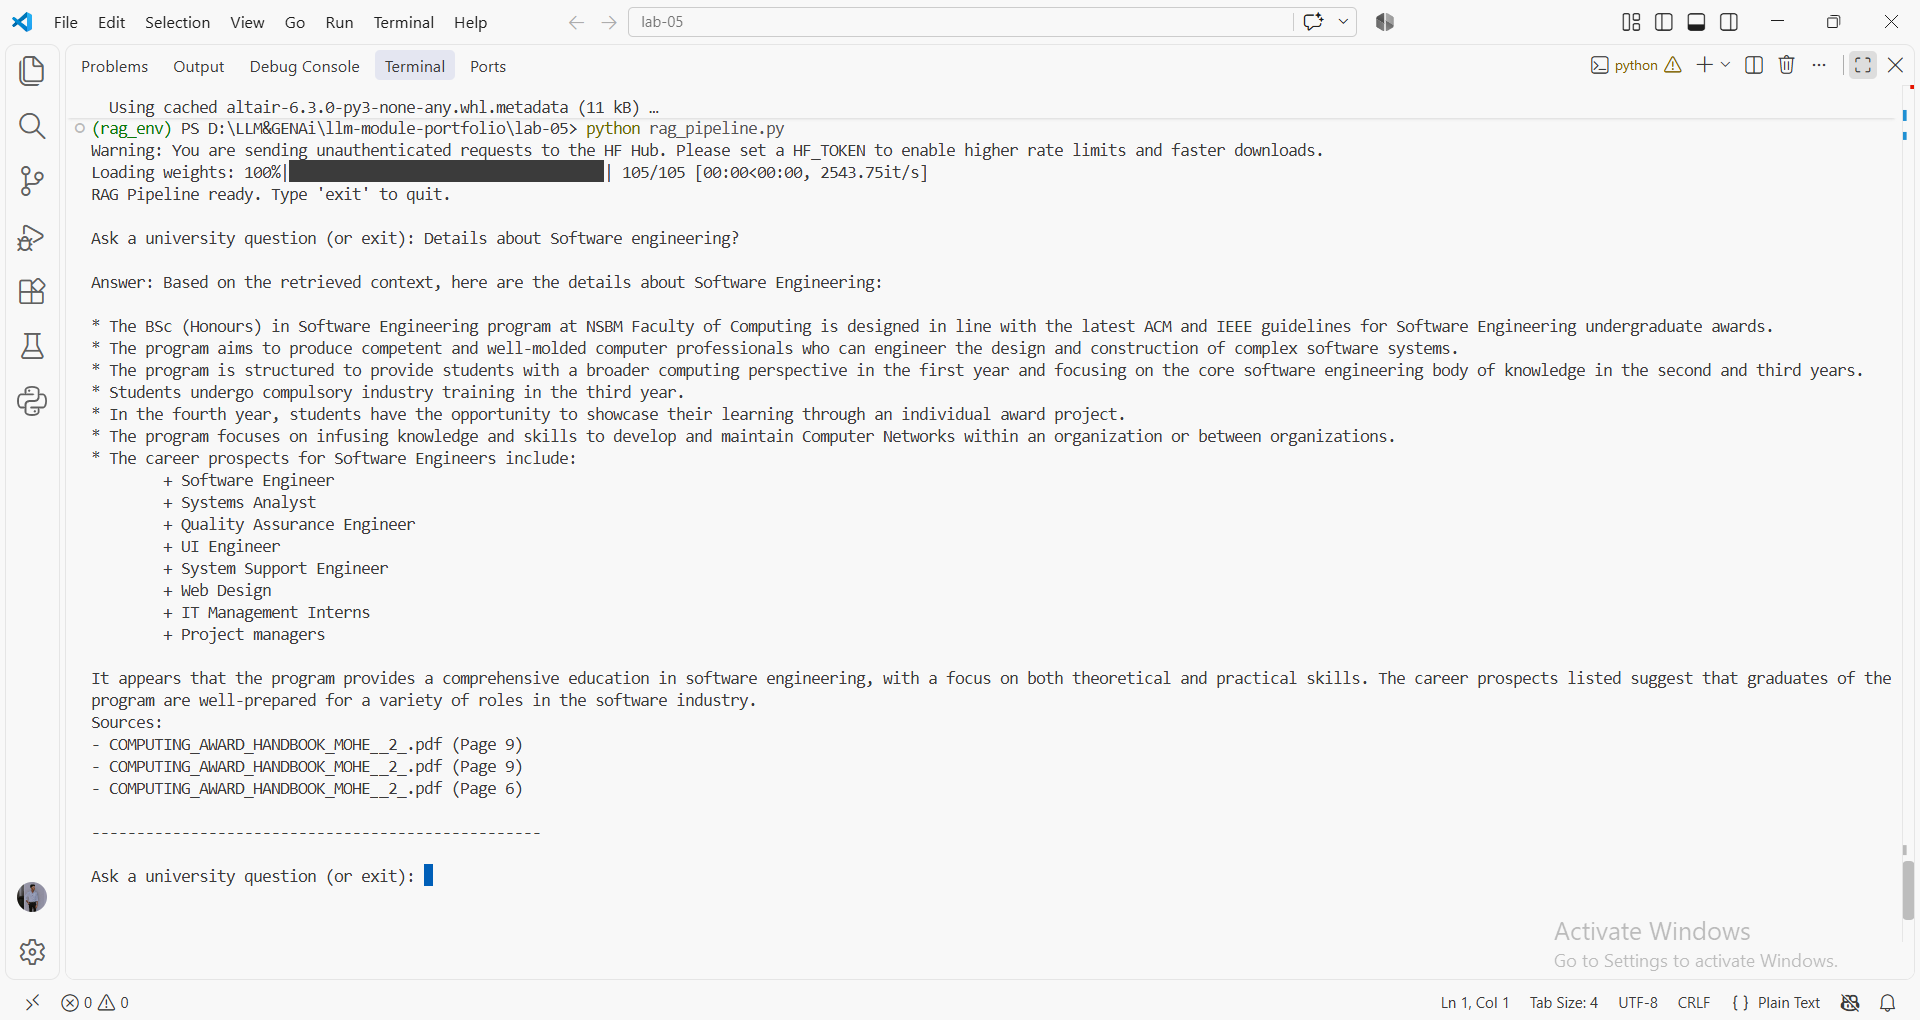 File Edit Selection View Go Run Terminal Help
lab-05
Problems Output Debug Console Terminal Ports
python
Using cached altair-6.3.0-py3-none-any.whl.metadata (11 kB) …
(rag_env) PS D:\LLM&GENAi\llm-module-portfolio\lab-05> python rag_pipeline.py
Warning: You are sending unauthenticated requests to the HF Hub. Please set a HF_TOKEN to enable higher rate limits and faster downloads.
Loading weights: 100%| | 105/105 [00:00<00:00, 2543.75it/s]
RAG Pipeline ready. Type 'exit' to quit.
Ask a university question (or exit): Details about Software engineering?
Answer: Based on the retrieved context, here are the details about Software Engineering:
* The BSc (Honours) in Software Engineering program at NSBM Faculty of Computing is designed in line with the latest ACM and IEEE guidelines for Software Engineering undergraduate awards.
* The program aims to produce competent and well-molded computer professionals who can engineer the design and construction of complex software systems.
* The program is structured to provide students with a broader computing perspective in the first year and focusing on the core software engineering body of knowledge in the second and third years.
* Students undergo compulsory industry training in the third year.
* In the fourth year, students have the opportunity to showcase their learning through an individual award project.
* The program focuses on infusing knowledge and skills to develop and maintain Computer Networks within an organization or between organizations.
* The career prospects for Software Engineers include:
+ Software Engineer
+ Systems Analyst
+ Quality Assurance Engineer
+ UI Engineer
+ System Support Engineer
+ Web Design
+ IT Management Interns
+ Project managers
It appears that the program provides a comprehensive education in software engineering, with a focus on both theoretical and practical skills. The career prospects listed suggest that graduates of the
program are well-prepared for a variety of roles in the software industry.
Sources:
- COMPUTING_AWARD_HANDBOOK_MOHE__2_.pdf (Page 9)
- COMPUTING_AWARD_HANDBOOK_MOHE__2_.pdf (Page 9)
- COMPUTING_AWARD_HANDBOOK_MOHE__2_.pdf (Page 6)
--------------------------------------------------
Ask a university question (or exit):
Activate Windows
Go to Settings to activate Windows.
0 0 Ln 1, Col 1 Tab Size: 4 UTF-8 CRLF { } Plain Text